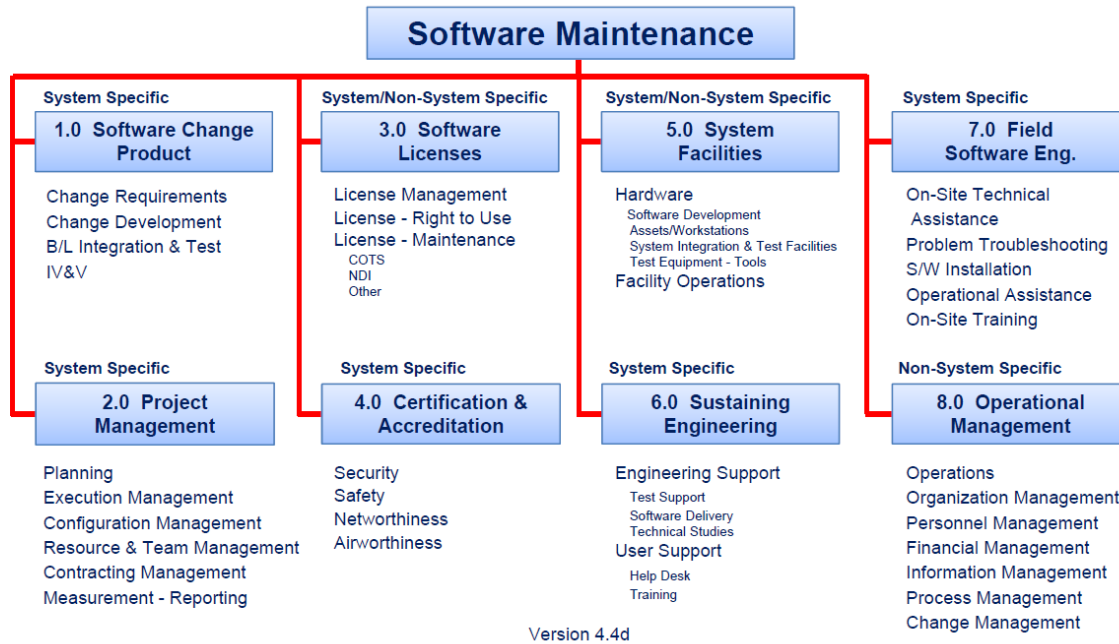 Software Maintenance
System Specific
1.0 Software Change
Product
Change Requirements
Change Development
B/L Integration & Test
IV&V
System/Non-System Specific
3.0 Software
Licenses
License Management
License - Right to Use
License - Maintenance
COTS
NDI
Other
System/Non-System Specific
5.0 System
Facilities
Hardware
Software Development
Assets/Workstations
System Integration & Test Facilities
Test Equipment - Tools
Facility Operations
System Specific
7.0 Field
Software Eng.
On-Site Technical
Assistance
Problem Troubleshooting
S/W Installation
Operational Assistance
On-Site Training
System Specific
2.0 Project
Management
Planning
Execution Management
Configuration Management
Resource & Team Management
Contracting Management
Measurement - Reporting
System Specific
4.0 Certification &
Accreditation
Security
Safety
Networthiness
Airworthiness
System Specific
6.0 Sustaining
Engineering
Engineering Support
Test Support
Software Delivery
Technical Studies
User Support
Help Desk
Training
Non-System Specific
8.0 Operational
Management
Operations
Organization Management
Personnel Management
Financial Management
Information Management
Process Management
Change Management
Version 4.4d